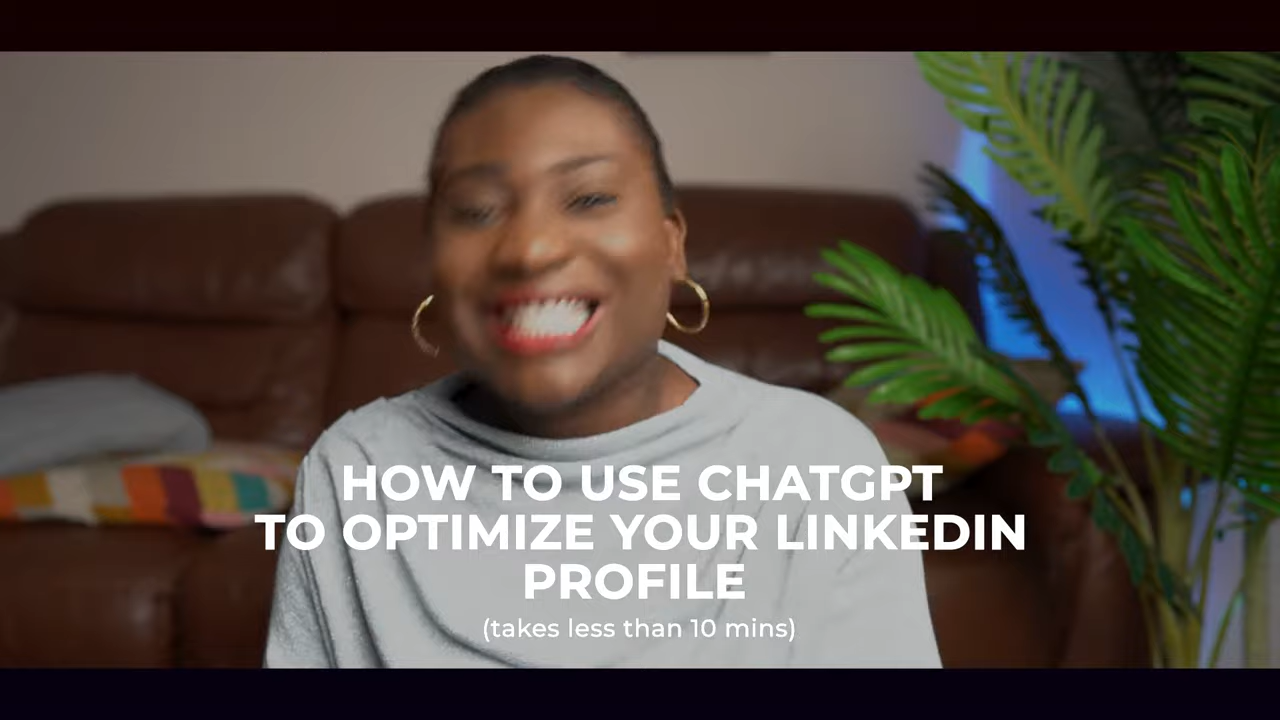 HOW TO USE CHATGPT
TO OPTIMIZE YOUR LINKEDIN
PROFILE
(takes less than 10 mins)